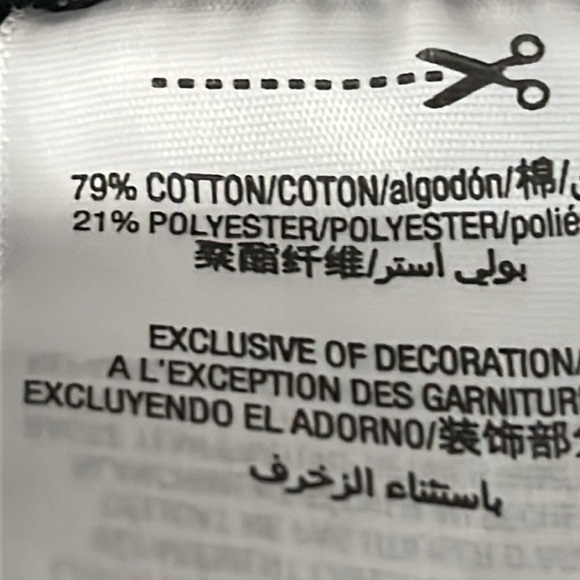 79% COTTON/COTON/algodón/棉/
21% POLYESTER/POLYESTER/polié
聚酯纤维/بولي أستر
EXCLUSIVE OF DECORATION/
A L'EXCEPTION DES GARNITUR
EXCLUYENDO EL ADORNO/装饰部
باستثناء الزخرف